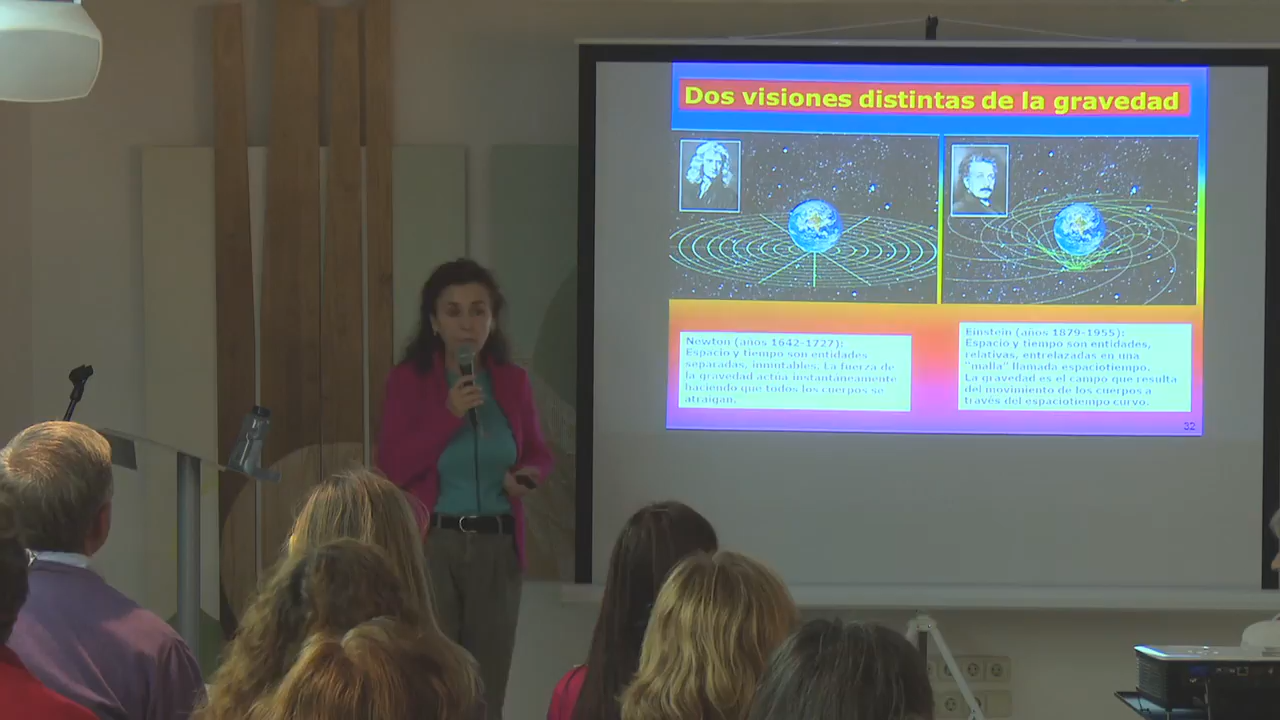 Dos visiones distintas de la gravedad
Newton (años 1642-1727):
Espacio y tiempo son entidades
separadas, inmutables. La fuerza de
la gravedad actúa instantáneamente
haciendo que todos los cuerpos se
atraigan.
Einstein (años 1879-1955):
Espacio y tiempo son entidades,
relativas, entrelazadas en una
"malla" llamada espaciotiempo.
La gravedad es el campo que resulta
del movimiento de los cuerpos a
través del espaciotiempo curvo.
32